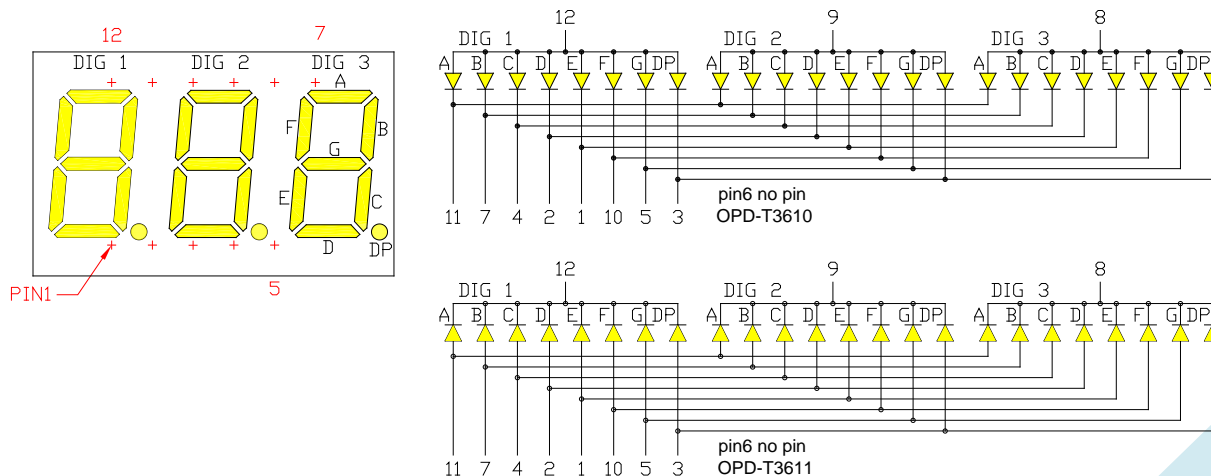 12 7
DIG 1 DIG 2 DIG 3
A
F B
G
E C
D DP
PIN1
5
12 9 8
DIG 1 DIG 2 DIG 3
A B C D E F G DP A B C D E F G DP A B C D E F G DP
pin6 no pin
11 7 4 2 1 10 5 3 OPD-T3610
12 9 8
DIG 1 DIG 2 DIG 3
A B C D E F G DP A B C D E F G DP A B C D E F G DP
pin6 no pin
11 7 4 2 1 10 5 3 OPD-T3611